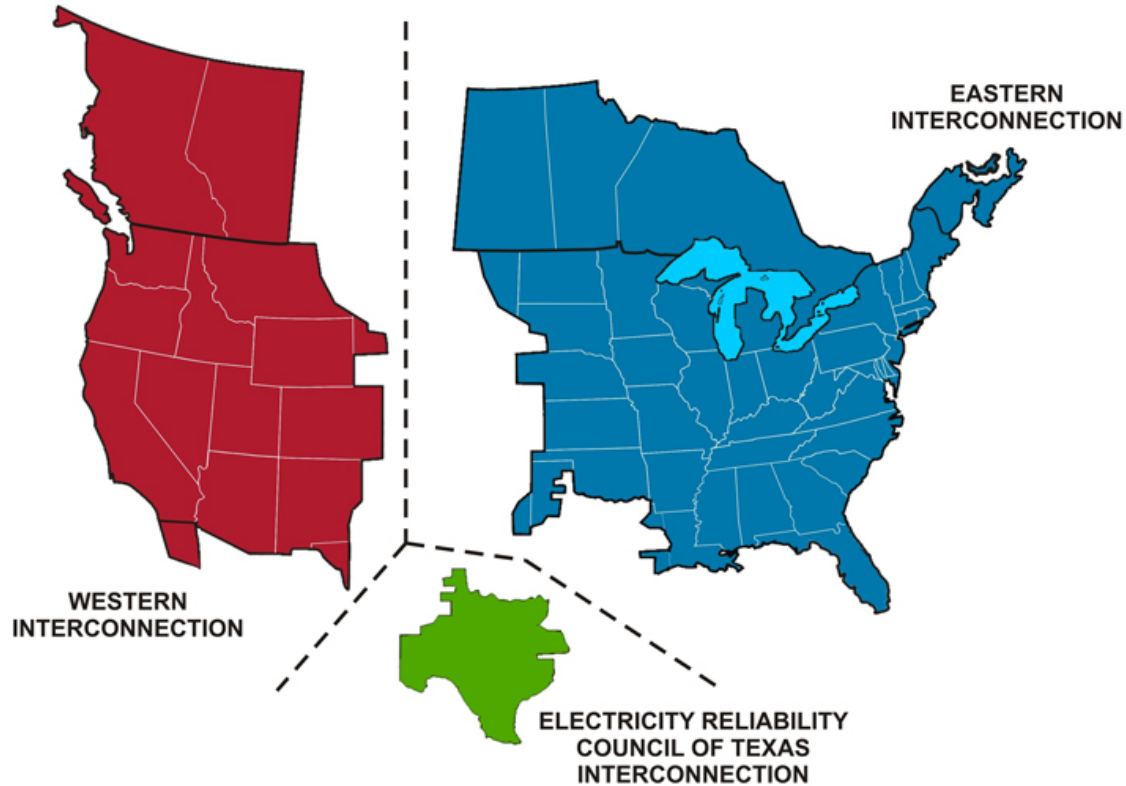 EASTERN
INTERCONNECTION
WESTERN
INTERCONNECTION
ELECTRICITY RELIABILITY
COUNCIL OF TEXAS
INTERCONNECTION